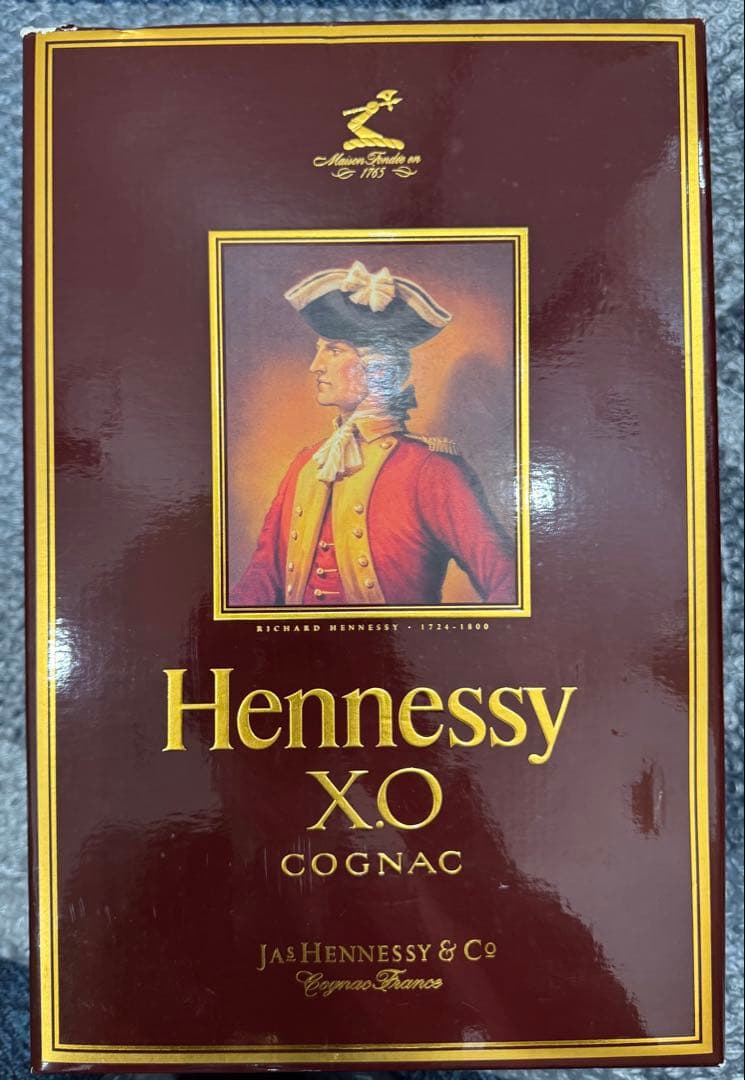 Maison Fondée en
1765
RICHARD HENNESSY · 1724-1800
Hennessy
X.O
COGNAC
JAS HENNESSY & Co
Cognac France